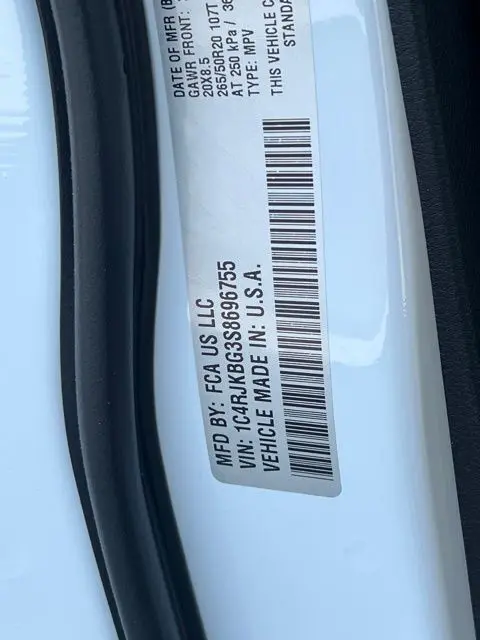 MFD BY: FCA US LLC
VIN: 1C4RJKBG3S8696755
VEHICLE MADE IN: U.S.A.
DATE OF MFR
GAWR FRONT:
20X8.5
265/50R20 107T
AT 250 kPa / 36
TYPE: MPV
THIS VEHICLE
STANDA